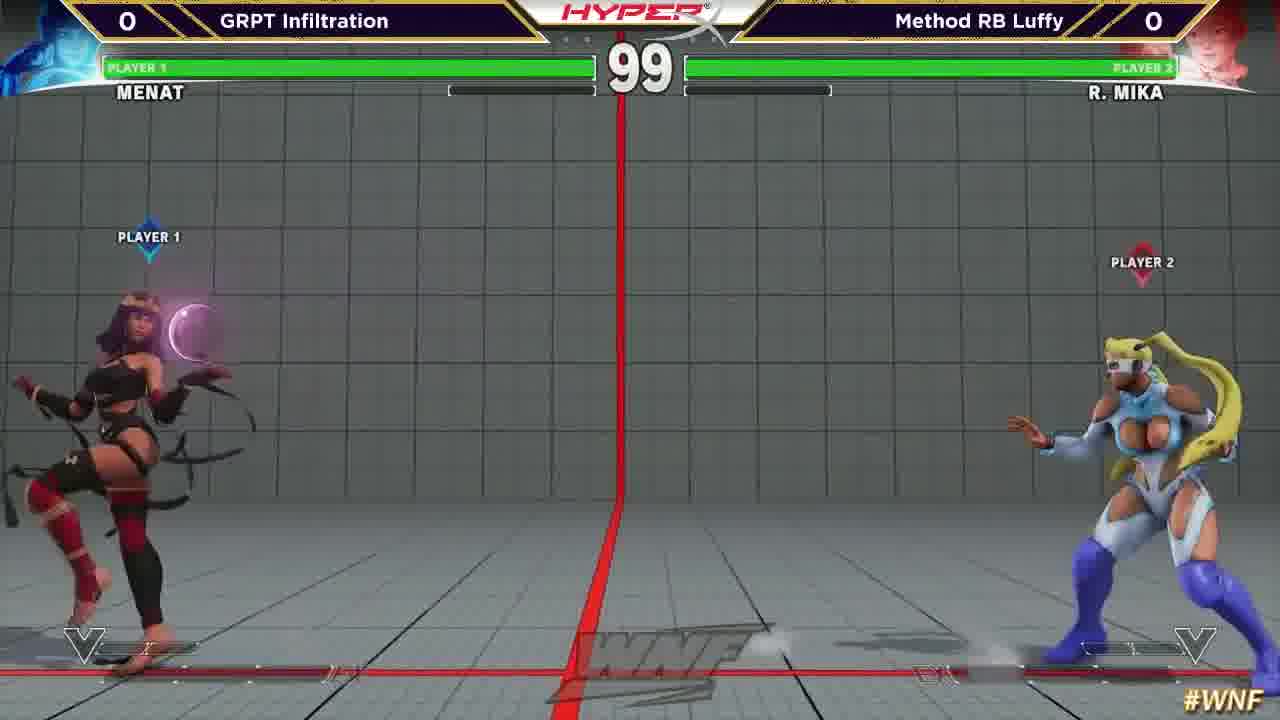 0 GRPT Infiltration HYPER X Method RB Luffy 0
PLAYER 1 99 PLAYER 2
MENAT R. MIKA
PLAYER 1
PLAYER 2
WNF
EX
#WNF